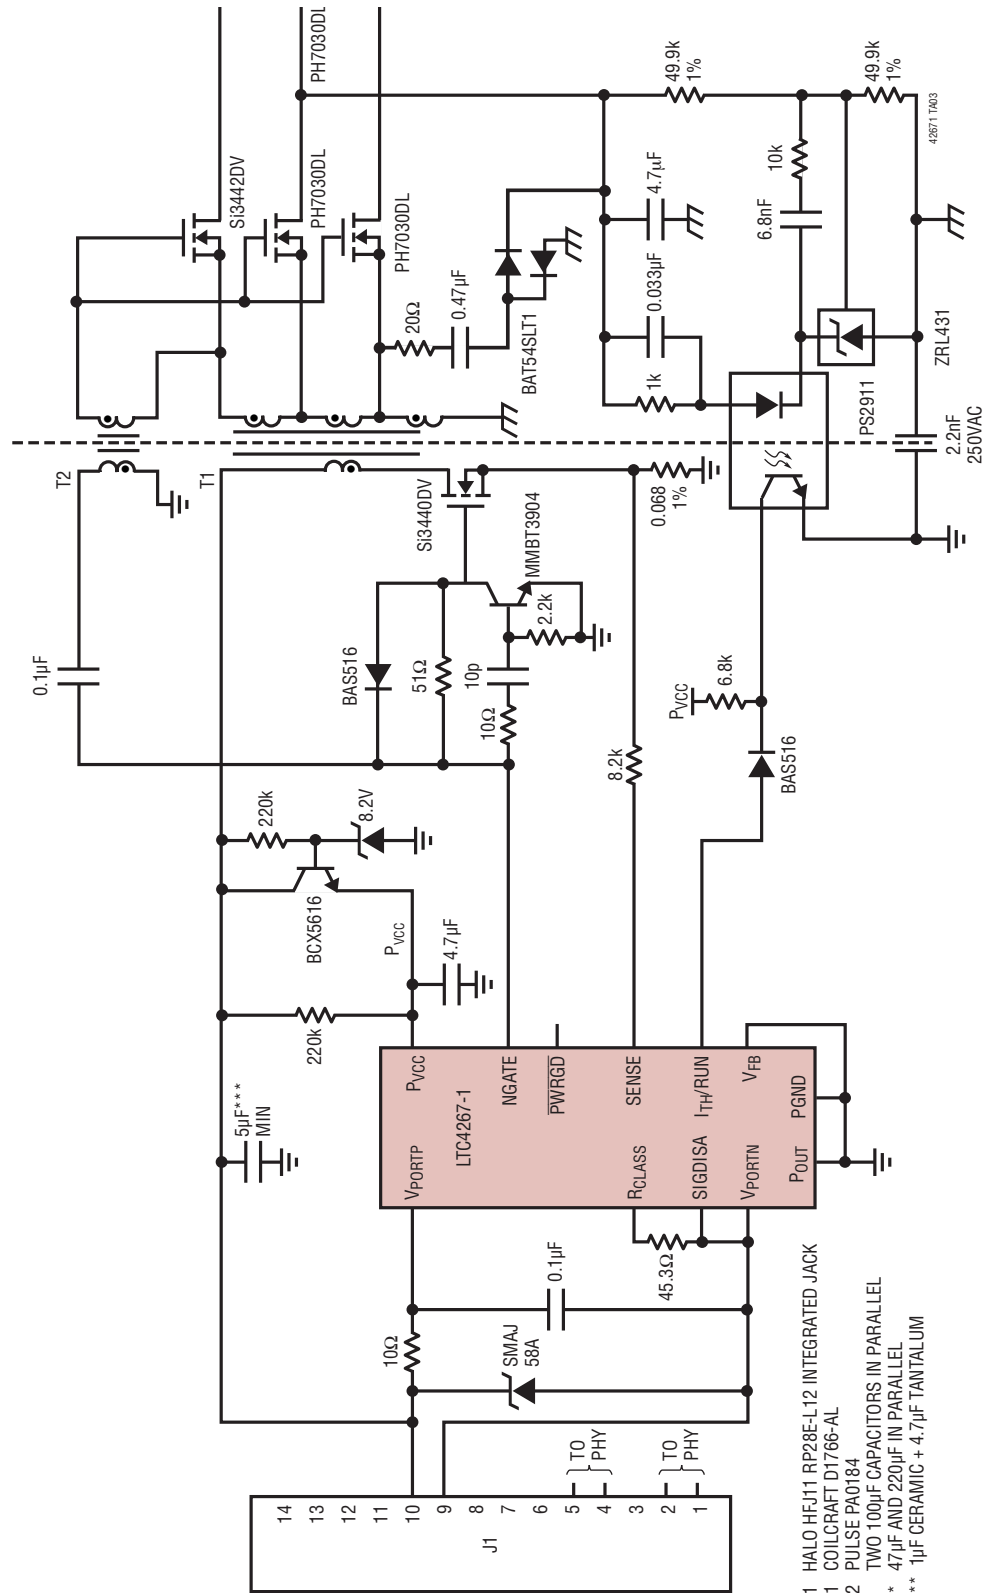 J1
14
13
12
11
10
9
8
7
6
5
4
3
2
1
TO
PHY
TO
PHY
10Ω
SMAJ
58A
0.1µF
45.3Ω
5µF***
MIN
220k
LTC4267-1
VPORTP
PVCC
NGATE
PWRGD
RCLASS
SENSE
SIGDISA
ITH/RUN
VPORTN
VFB
POUT
PGND
4.7µF
PVCC
BCX5616
220k
8.2V
0.1µF
BAS516
51Ω
10p
10Ω
2.2k
MMBT3904
Si3440DV
8.2k
PVCC
6.8k
BAS516
T2
T1
0.068
1%
Si3442DV
PH7030DL
PH7030DL
PH7030DL
20Ω
0.47µF
BAT54SLT1
1k
0.033µF
4.7µF
49.9k
1%
6.8nF
10k
49.9k
1%
PS2911
ZRL431
2.2nF
250VAC
42671 TA03
1 HALO HFJ11 RP28E-L12 INTEGRATED JACK
1 COILCRAFT D1766-AL
2 PULSE PA0184
TWO 100µF CAPACITORS IN PARALLEL
* 47µF AND 220µF IN PARALLEL
** 1µF CERAMIC + 4.7µF TANTALUM